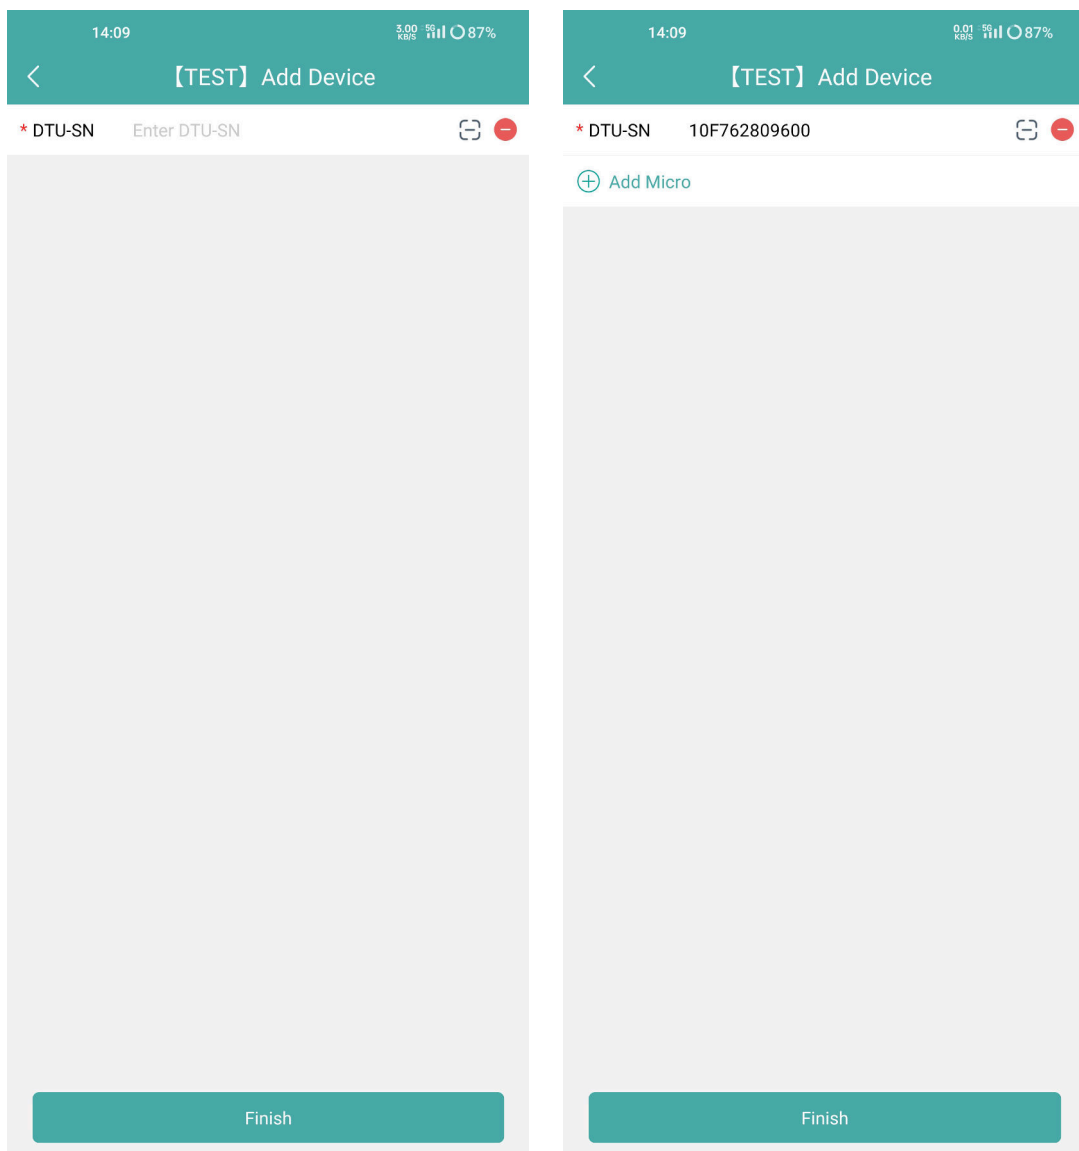 14:09 3.00 KB/S 5G 87%
【TEST】Add Device
* DTU-SN Enter DTU-SN
Finish
14:09 0.01 KB/S 5G 87%
【TEST】Add Device
* DTU-SN 10F762809600
Add Micro
Finish